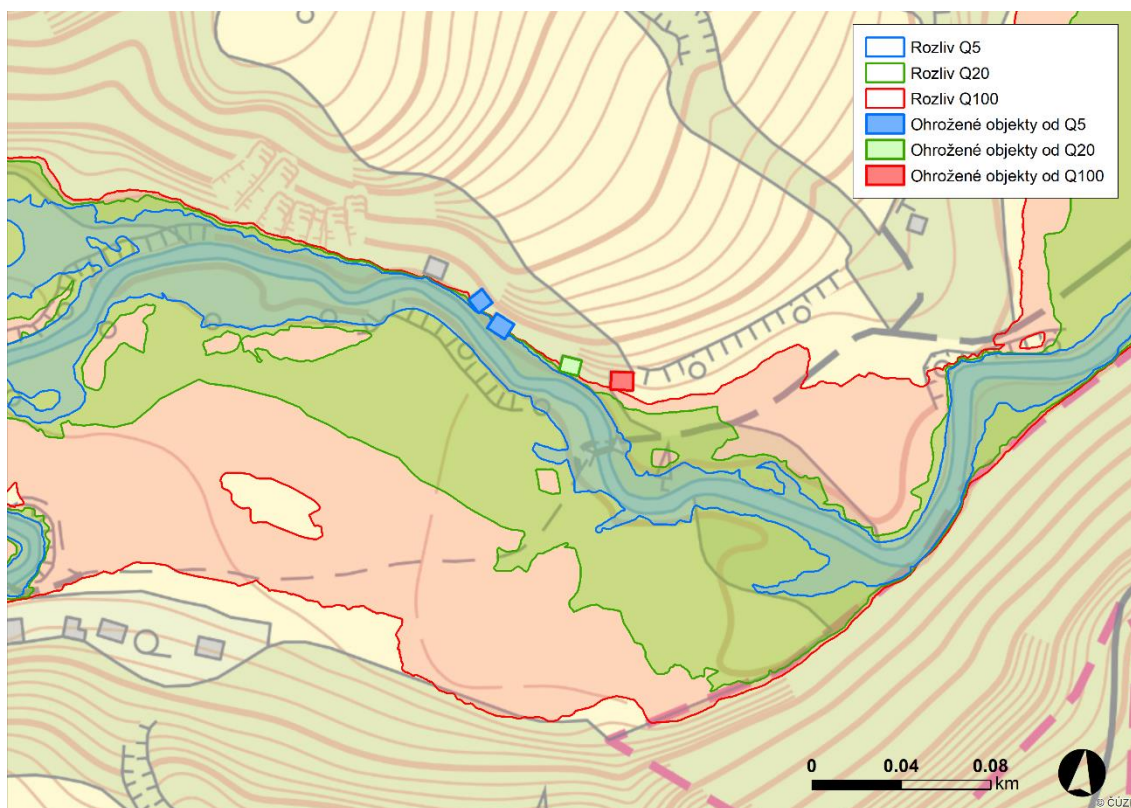 Rozliv Q5
Rozliv Q20
Rozliv Q100
Ohrožené objekty od Q5
Ohrožené objekty od Q20
Ohrožené objekty od Q100
0 0.04 0.08
km